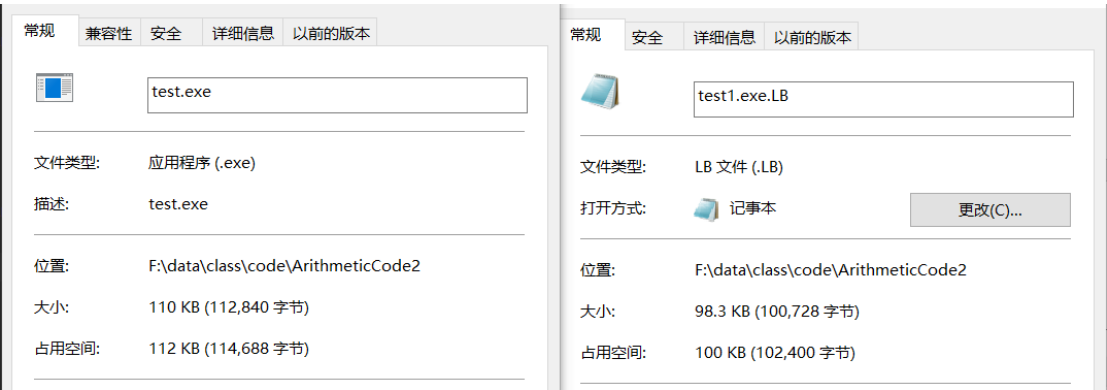 常规 兼容性 安全 详细信息 以前的版本
test.exe
文件类型: 应用程序 (.exe)
描述: test.exe
位置: F:\data\class\code\ArithmeticCode2
大小: 110 KB (112,840 字节)
占用空间: 112 KB (114,688 字节)
常规 安全 详细信息 以前的版本
test1.exe.LB
文件类型: LB 文件 (.LB)
打开方式: 记事本 更改(C)...
位置: F:\data\class\code\ArithmeticCode2
大小: 98.3 KB (100,728 字节)
占用空间: 100 KB (102,400 字节)